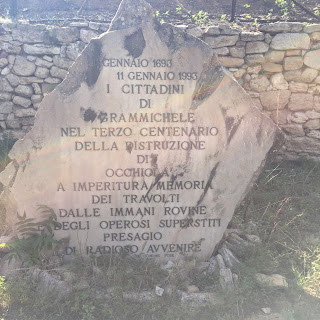 GENNAIO 1693
11 GENNAIO 1993
I CITTADINI
DI
GRAMMICHELE
NEL TERZO CENTENARIO
DELLA DISTRUZIONE
DI
OCCHIOLÀ
A IMPERITURA MEMORIA
DEI TRAVOLTI
DALLE IMMANI ROVINE
DEGLI OPEROSI SUPERSTITI
PRESAGIO
DI RADIOSO AVVENIRE